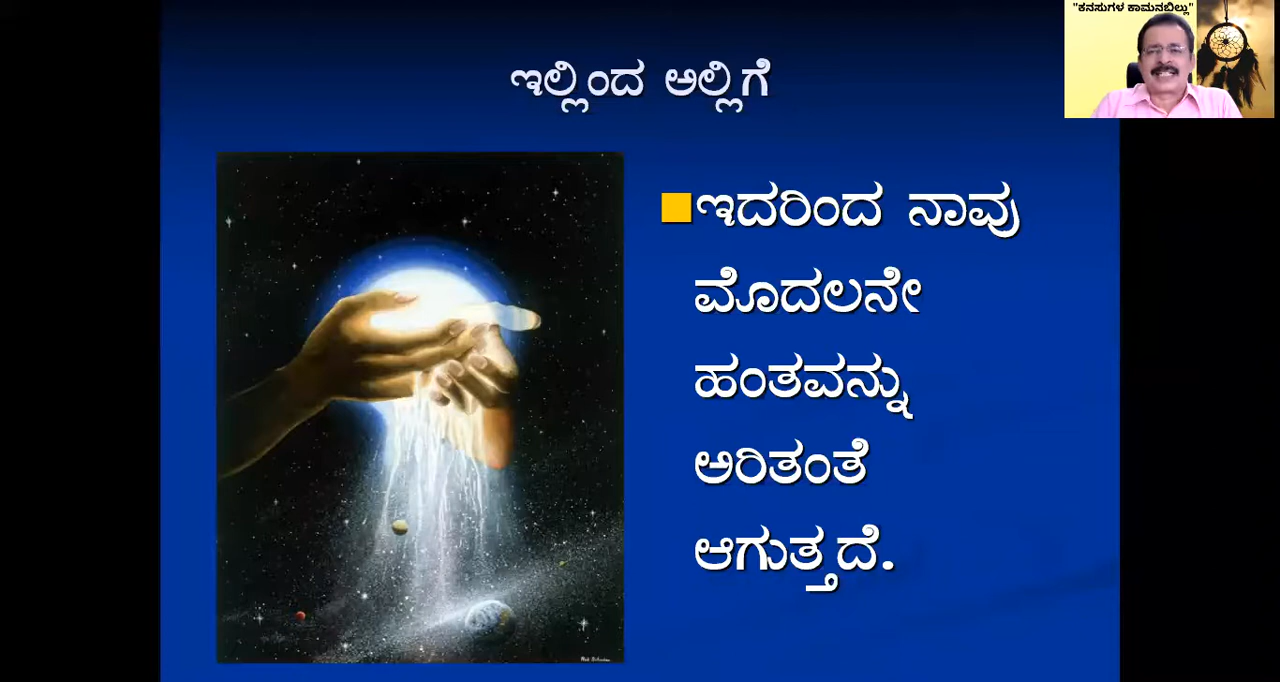 "ಕನಸುಗಳ ಕಾಮನಬಿಲ್ಲು"
ಇಲ್ಲಿಂದ ಅಲ್ಲಿಗೆ
ಇದರಿಂದ ನಾವು
ಮೊದಲನೇ
ಹಂತವನ್ನು
ಅರಿತಂತೆ
ಆಗುತ್ತದೆ.